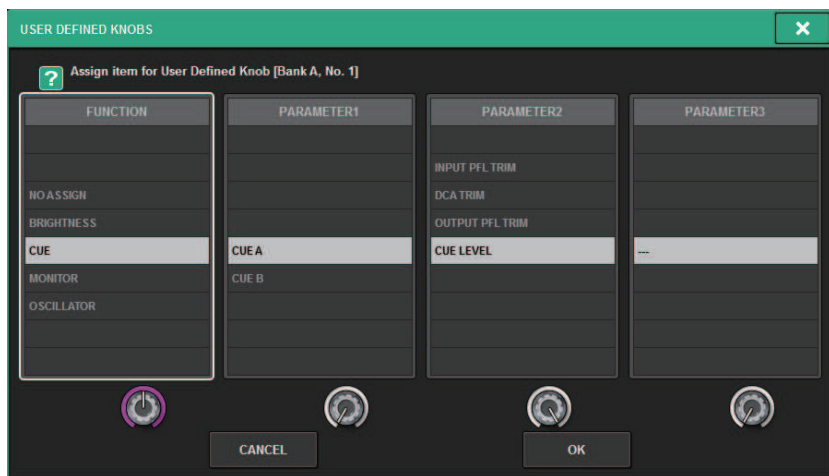 USER DEFINED KNOBS
?
Assign item for User Defined Knob [Bank A, No. 1]
FUNCTION
NO ASSIGN
BRIGHTNESS
CUE
MONITOR
OSCILLATOR
PARAMETER1
CUE A
CUE B
PARAMETER2
INPUT PFL TRIM
DCA TRIM
OUTPUT PFL TRIM
CUE LEVEL
PARAMETER3
---
CANCEL
OK